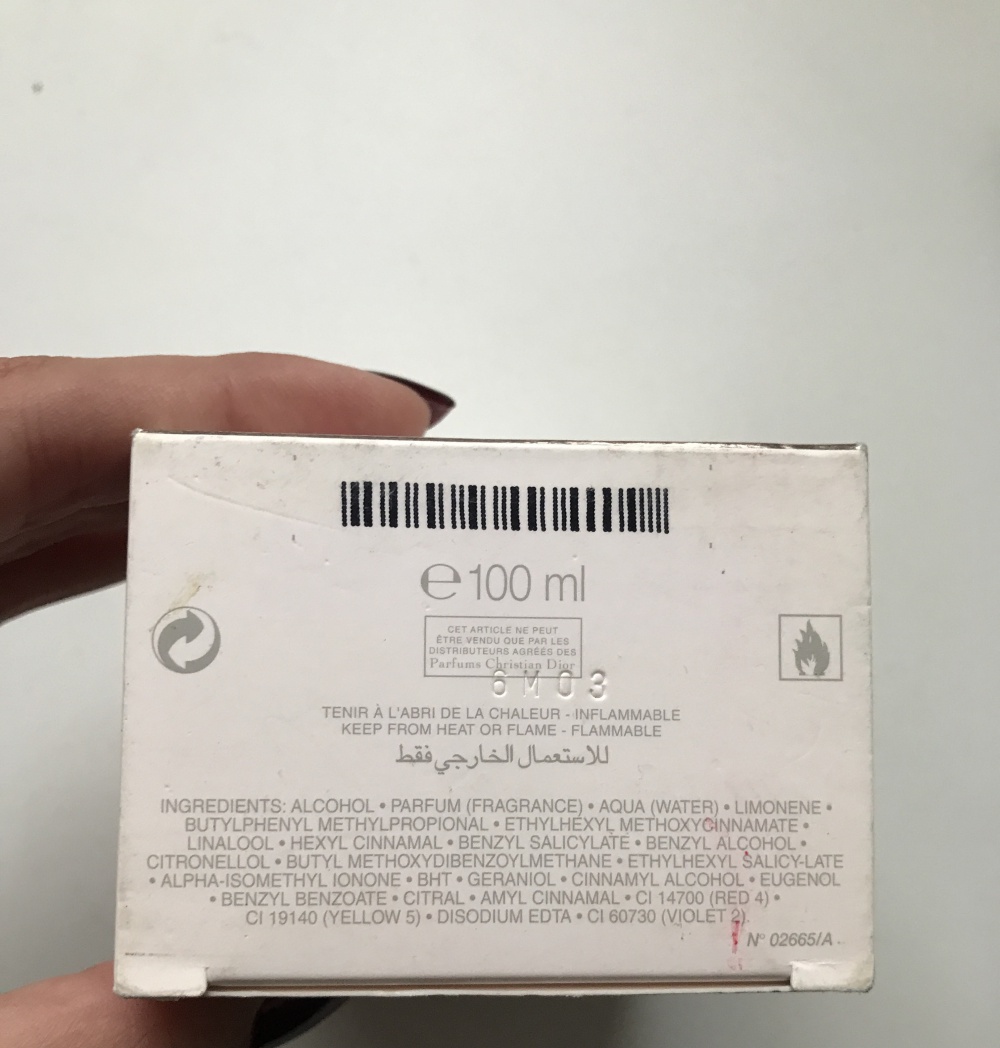 e 100 ml
CET ARTICLE NE PEUT
ÊTRE VENDU QUE PAR LES
DISTRIBUTEURS AGRÉÉS DES
Parfums Christian Dior
6M03
TENIR À L'ABRI DE LA CHALEUR - INFLAMMABLE
KEEP FROM HEAT OR FLAME - FLAMMABLE
للاستعمال الخارجي فقط
INGREDIENTS: ALCOHOL • PARFUM (FRAGRANCE) • AQUA (WATER) • LIMONENE •
BUTYLPHENYL METHYLPROPIONAL • ETHYLHEXYL METHOXYCINNAMATE •
LINALOOL • HEXYL CINNAMAL • BENZYL SALICYLATE • BENZYL ALCOHOL •
CITRONELLOL • BUTYL METHOXYDIBENZOYLMETHANE • ETHYLHEXYL SALICY-LATE
• ALPHA-ISOMETHYL IONONE • BHT • GERANIOL • CINNAMYL ALCOHOL • EUGENOL
• BENZYL BENZOATE • CITRAL • AMYL CINNAMAL • CI 14700 (RED 4) •
CI 19140 (YELLOW 5) • DISODIUM EDTA • CI 60730 (VIOLET 2).
N° 02665/A